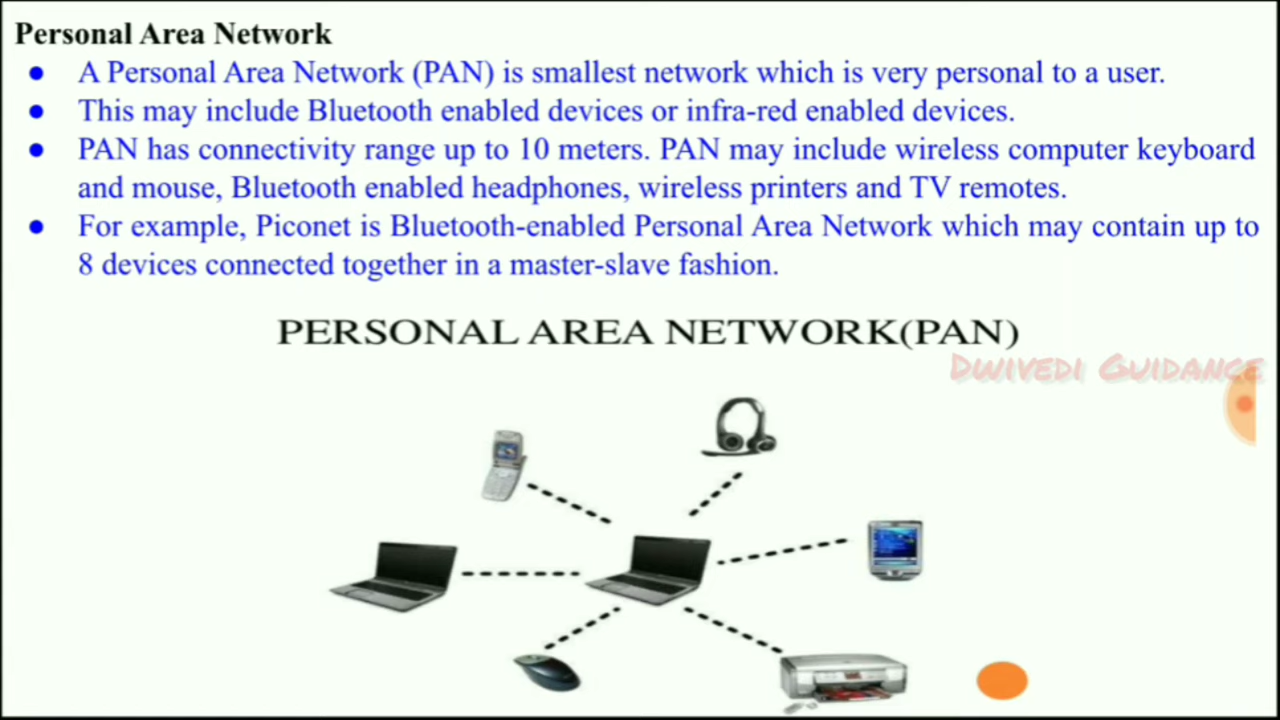 Personal Area Network
● A Personal Area Network (PAN) is smallest network which is very personal to a user.
● This may include Bluetooth enabled devices or infra-red enabled devices.
● PAN has connectivity range up to 10 meters. PAN may include wireless computer keyboard
and mouse, Bluetooth enabled headphones, wireless printers and TV remotes.
● For example, Piconet is Bluetooth-enabled Personal Area Network which may contain up to
8 devices connected together in a master-slave fashion.
PERSONAL AREA NETWORK(PAN)
Dwivedi Guidance